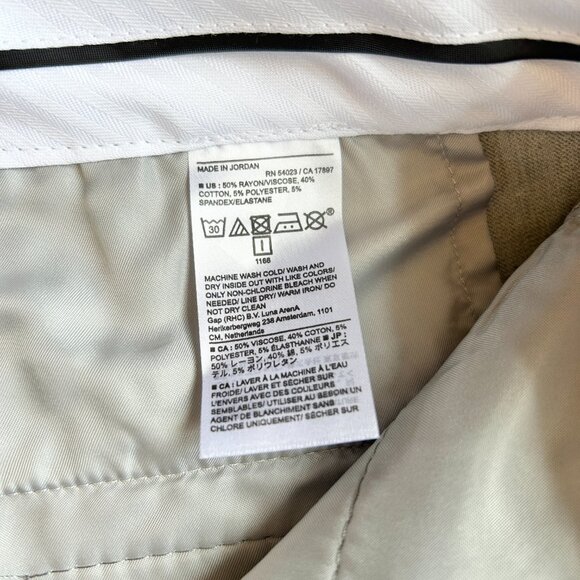 MADE IN JORDAN
RN 54023 / CA 17897
■ US : 50% RAYON/VISCOSE, 40%
COTTON, 5% POLYESTER, 5%
SPANDEX/ELASTANE
30
1168
MACHINE WASH COLD/ WASH AND
DRY INSIDE OUT WITH LIKE COLORS/
ONLY NON-CHLORINE BLEACH WHEN
NEEDED/ LINE DRY/ WARM IRON/ DO
NOT DRY CLEAN
Gap (RHC) B.V. Luna ArenA
Herikerbergweg 238 Amsterdam, 1101
CM, Netherlands
■ CA : 50% VISCOSE, 40% COTON, 5%
POLYESTER, 5% ÉLASTHANNE ■ JP :
50% レーヨン, 40% 綿, 5% ポリエス
テル, 5% ポリウレタン
■ CA : LAVER À LA MACHINE À L'EAU
FROIDE/ LAVER ET SÉCHER SUR
L'ENVERS AVEC DES COULEURS
SEMBLABLES/ UTILISER AU BESOIN UN
AGENT DE BLANCHIMENT SANS
CHLORE UNIQUEMENT/ SÉCHER SUR